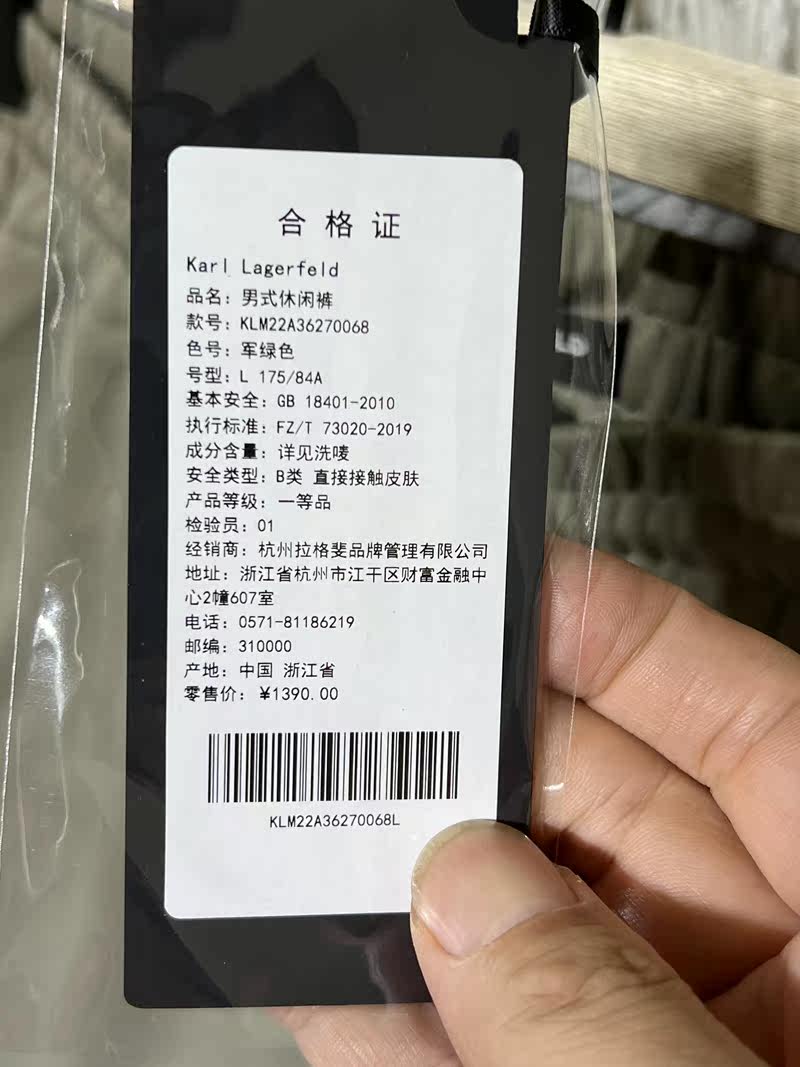 合格证
Karl Lagerfeld
品名：男式休闲裤
款号：KLM22A36270068
色号：军绿色
号型：L 175/84A
基本安全：GB 18401-2010
执行标准：FZ/T 73020-2019
成分含量：详见洗唛
安全类型：B类 直接接触皮肤
产品等级：一等品
检验员：01
经销商：杭州拉格斐品牌管理有限公司
地址：浙江省杭州市江干区财富金融中
心2幢607室
电话：0571-81186219
邮编：310000
产地：中国 浙江省
零售价：¥1390.00
KLM22A36270068L